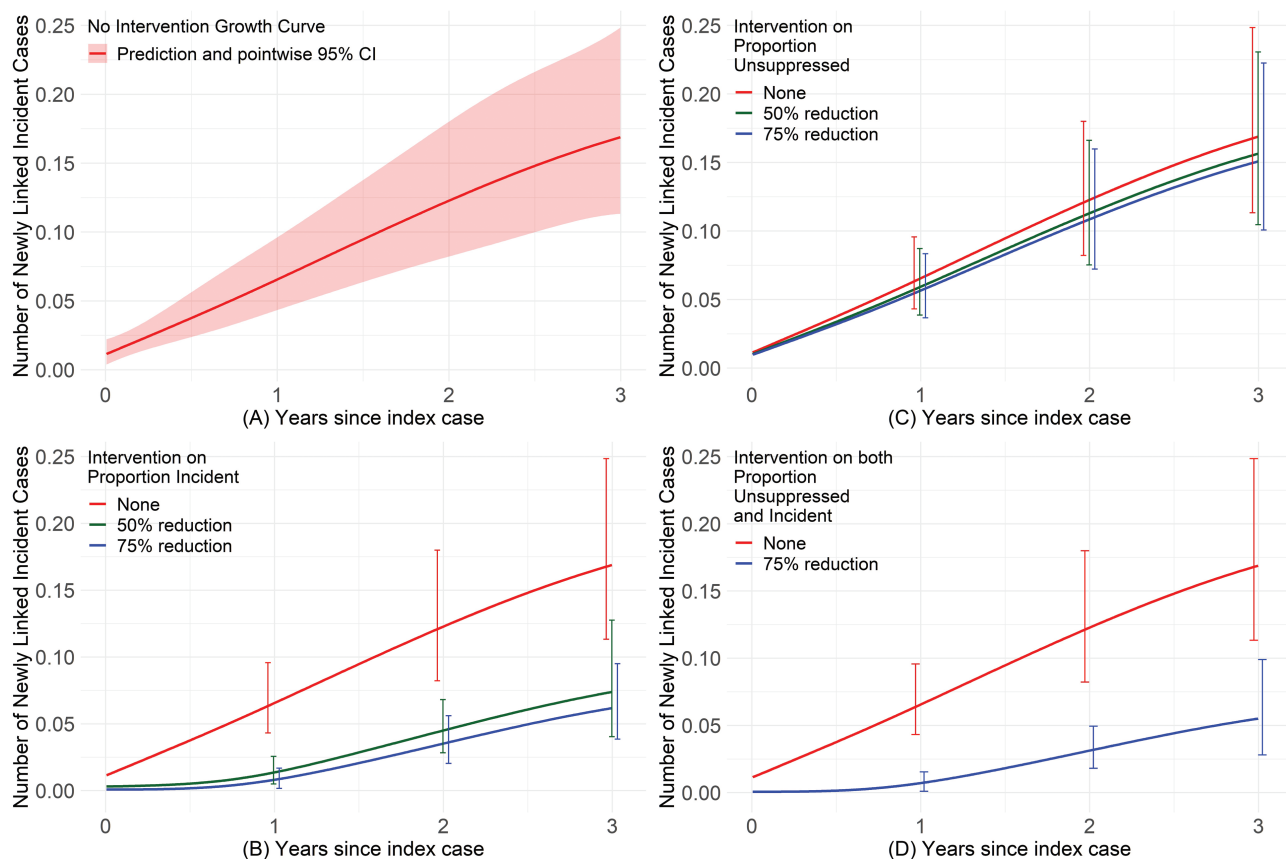 Number of Newly Linked Incident Cases
0.25
0.20
0.15
0.10
0.05
0.00
No Intervention Growth Curve
Prediction and pointwise 95% CI
0 1 2 3
(A) Years since index case
Number of Newly Linked Incident Cases
0.25
0.20
0.15
0.10
0.05
0.00
Intervention on
Proportion
Unsuppressed
None
50% reduction
75% reduction
0 1 2 3
(C) Years since index case
Number of Newly Linked Incident Cases
0.25
0.20
0.15
0.10
0.05
0.00
Intervention on
Proportion Incident
None
50% reduction
75% reduction
0 1 2 3
(B) Years since index case
Number of Newly Linked Incident Cases
0.25
0.20
0.15
0.10
0.05
0.00
Intervention on both
Proportion
Unsuppressed
and Incident
None
75% reduction
0 1 2 3
(D) Years since index case